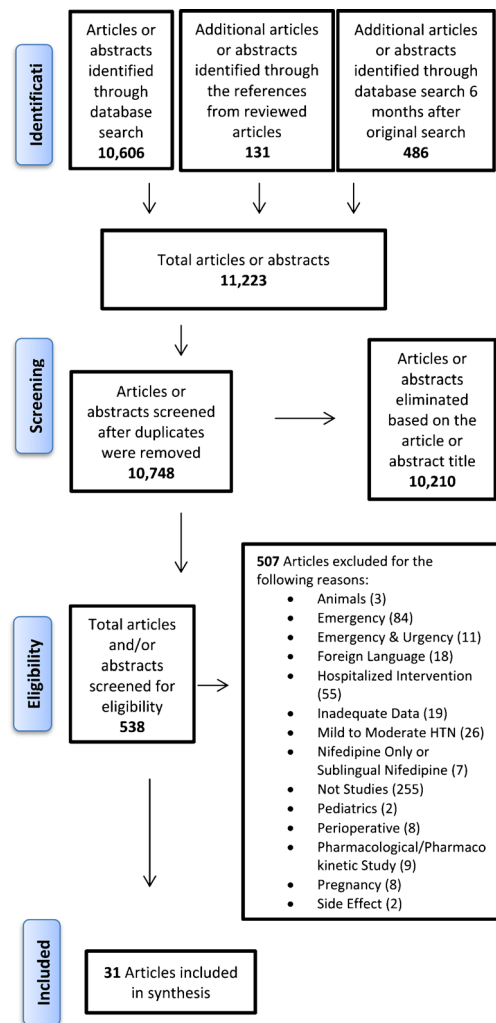 Identificati
Articles or
abstracts
identified
through
database
search
10,606
Additional articles
or abstracts
identified through
the references
from reviewed
articles
131
Additional articles
or abstracts
identified through
database search 6
months after
original search
486
Total articles or abstracts
11,223
Screening
Articles or
abstracts screened
after duplicates
were removed
10,748
Articles or
abstracts
eliminated
based on the
article or
abstract title
10,210
Eligibility
Total articles
and/or
abstracts
screened for
eligibility
538
507 Articles excluded for the
following reasons:
• Animals (3)
• Emergency (84)
• Emergency & Urgency (11)
• Foreign Language (18)
• Hospitalized Intervention
(55)
• Inadequate Data (19)
• Mild to Moderate HTN (26)
• Nifedipine Only or
Sublingual Nifedipine (7)
• Not Studies (255)
• Pediatrics (2)
• Perioperative (8)
• Pharmacological/Pharmaco
kinetic Study (9)
• Pregnancy (8)
• Side Effect (2)
Included
31 Articles included
in synthesis